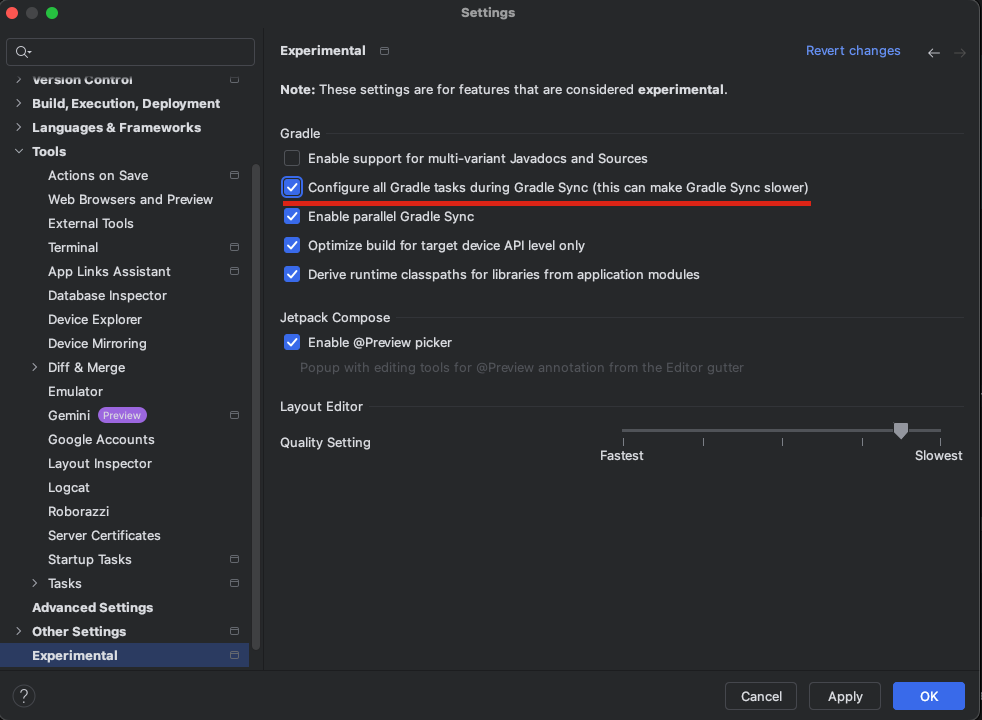 Settings
Experimental
Revert changes
Note: These settings are for features that are considered experimental.
Version Control
Build, Execution, Deployment
Languages & Frameworks
Tools
Actions on Save
Web Browsers and Preview
External Tools
Terminal
App Links Assistant
Database Inspector
Device Explorer
Device Mirroring
Diff & Merge
Emulator
Gemini Preview
Google Accounts
Layout Inspector
Logcat
Roborazzi
Server Certificates
Startup Tasks
Tasks
Advanced Settings
Other Settings
Experimental
Gradle
Enable support for multi-variant Javadocs and Sources
Configure all Gradle tasks during Gradle Sync (this can make Gradle Sync slower)
Enable parallel Gradle Sync
Optimize build for target device API level only
Derive runtime classpaths for libraries from application modules
Jetpack Compose
Enable @Preview picker
Popup with editing tools for @Preview annotation from the Editor gutter
Layout Editor
Quality Setting
Fastest Slowest
?
Cancel Apply OK